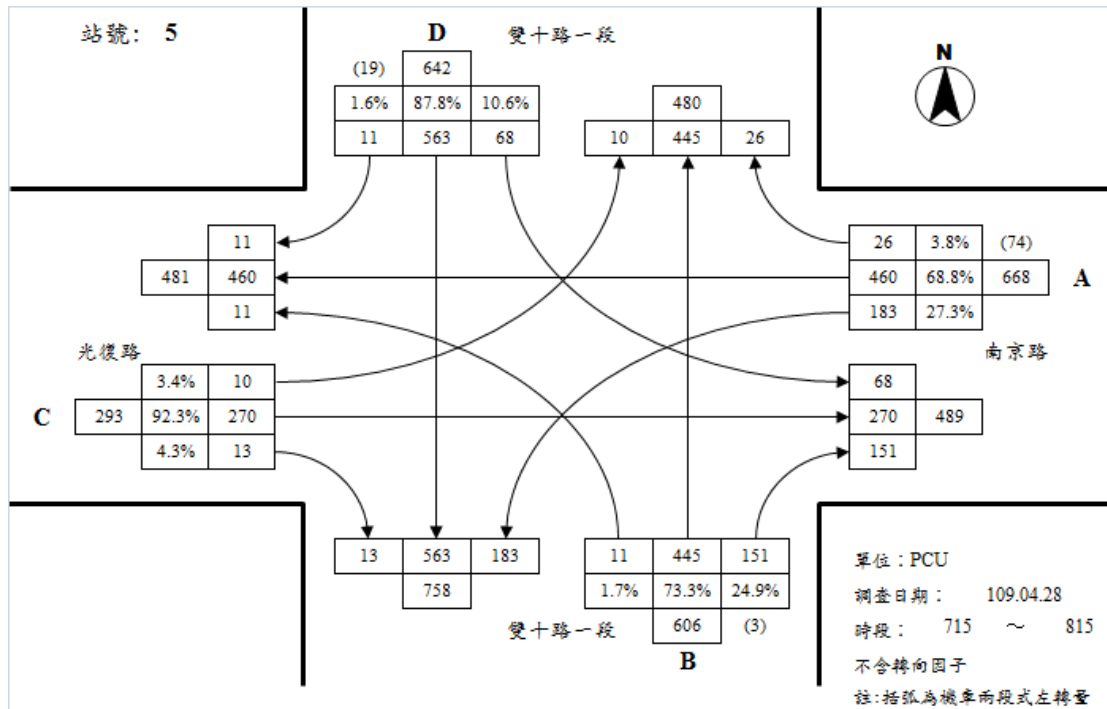 站號: 5
D 雙十路一段
N
(19) 642
1.6% 87.8% 10.6%
11 563 68
480
10 445 26
11
481 460
11
26 3.8% (74)
460 68.8% 668
183 27.3%
A
光復路
南京路
3.4% 10
C 293 92.3% 270
4.3% 13
68
270 489
151
13 563 183
758
11 445 151
1.7% 73.3% 24.9%
606 (3)
雙十路一段
B
單位:PCU
調查日期: 109.04.28
時段: 715 ~ 815
不含轉向因子
註:括弧為機車兩段式左轉量